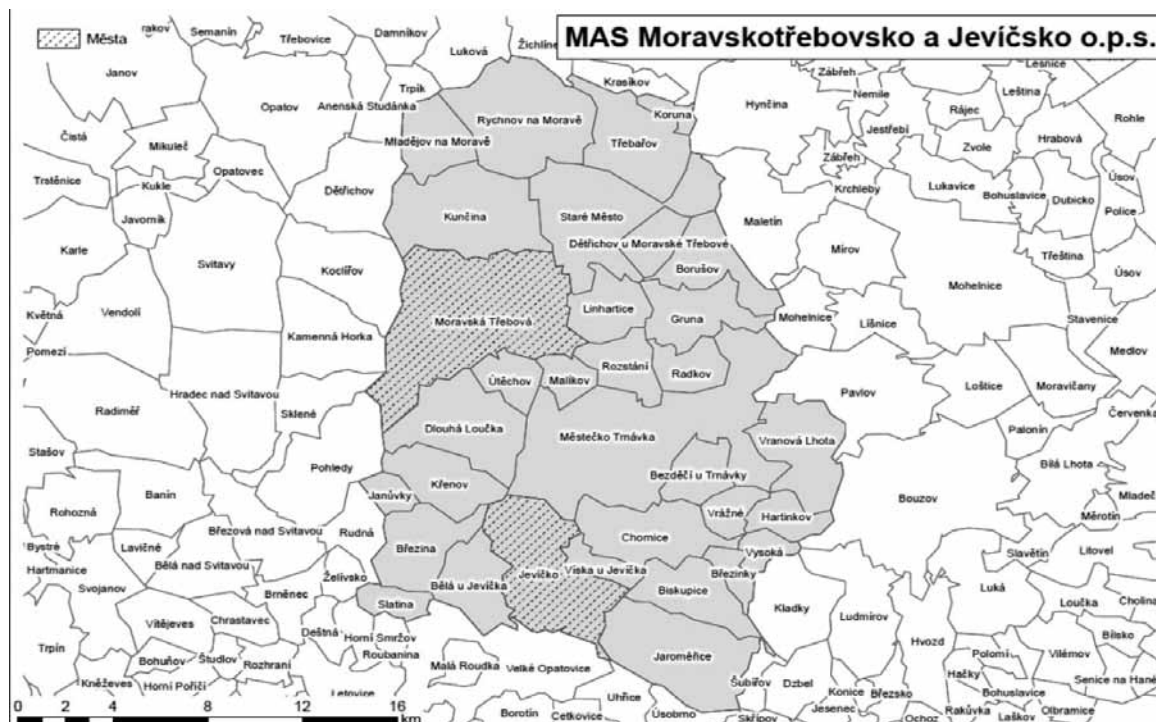 MAS Moravskotřebovsko a Jevíčsko o.p.s.
Města
rakov
Semanín
Třebovice
Damníkov
Luková
Žichlíne
Janov
Opatov
Anenská Studánka
Trpík
Rychnov na Moravě
Krasíkov
Koruna
Hynčina
Zábřeh
Nemile
Lesnice
Leština
Rájec
Rohle
Čistá
Mikuleč
Mladějov na Moravě
Třebařov
Jestřebí
Zvole
Hrabová
Trstěnice
Kukle
Opatovec
Dětřichov
Zábřeh
Krchleby
Lukavice
Bohuslavice
Dubicko
Úsov
Police
Javorník
Kunčina
Staré Město
Maletín
Karle
Svitavy
Koclířov
Dětřichov u Moravské Třebové
Borušov
Mírov
Třeština
Úsov
Mohelnice
Květná
Vendolí
Moravská Třebová
Linhartice
Gruna
Mohelnice
Líšnice
Stavenice
Pomezí
Kamenná Horka
Medlov
Útěchov
Malíkov
Rozstání
Radkov
Pavlov
Loštice
Moravičany
Radiměř
Hradec nad Svitavou
Sklené
Dlouhá Loučka
Městečko Trnávka
Vranová Lhota
Palonín
Červenka
Stašov
Pohledy
Bezděčí u Trnávky
Bílá Lhota
Rohozná
Banín
Janůvky
Křenov
Bouzov
Mladeč
Vrážné
Hartinkov
Měrotín
Březová nad Svitavou
Rudná
Bystré
Lavičné
Březina
Jevíčko
Chornice
Vysoká
Slavětín
Litovel
Hartmanice
Bělá nad Svitavou
Víska u Jevíčka
Březinky
Svojanov
Želivsko
Bělá u Jevíčka
Biskupice
Kladky
Luká
Brněnec
Slatina
Ludmírov
Loučka
Cholina
Vítějeves
Chrastavec
Deštná
Horní Smržov
Hvozd
Bílsko
Trpín
Bohuňov
Študlov
Rozhraní
Roubanina
Malá Roudka
Velké Opatovice
Jaroměřice
Polomí
Vilémov
Kněževes
Horní Poříčí
Letovice
Uhřice
Šubířov
Dzbel
Konice
Březsko
Hačky
Bohuslavice
Senice na Hané
Borotín
Cetkovice
Úsobrno
Skřípov
Jesenec
Ochoz
Rakůvka
Laškov
Olbramice
0 2 4 8 12 16 km